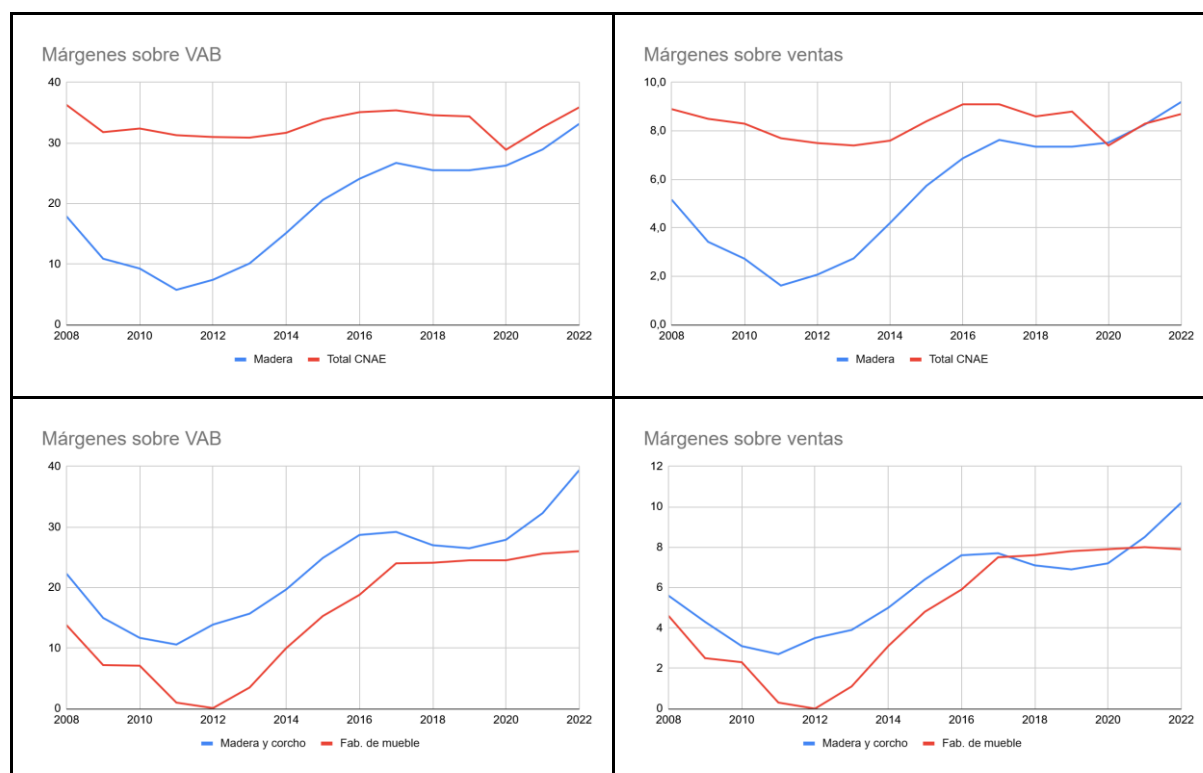 Márgenes sobre VAB
40
30
20
10
0
2008 2010 2012 2014 2016 2018 2020 2022
Madera Total CNAE
Márgenes sobre ventas
10,0
8,0
6,0
4,0
2,0
0,0
2008 2010 2012 2014 2016 2018 2020 2022
Madera Total CNAE
Márgenes sobre VAB
40
30
20
10
0
2008 2010 2012 2014 2016 2018 2020 2022
Madera y corcho Fab. de mueble
Márgenes sobre ventas
12
10
8
6
4
2
0
2008 2010 2012 2014 2016 2018 2020 2022
Madera y corcho Fab. de mueble